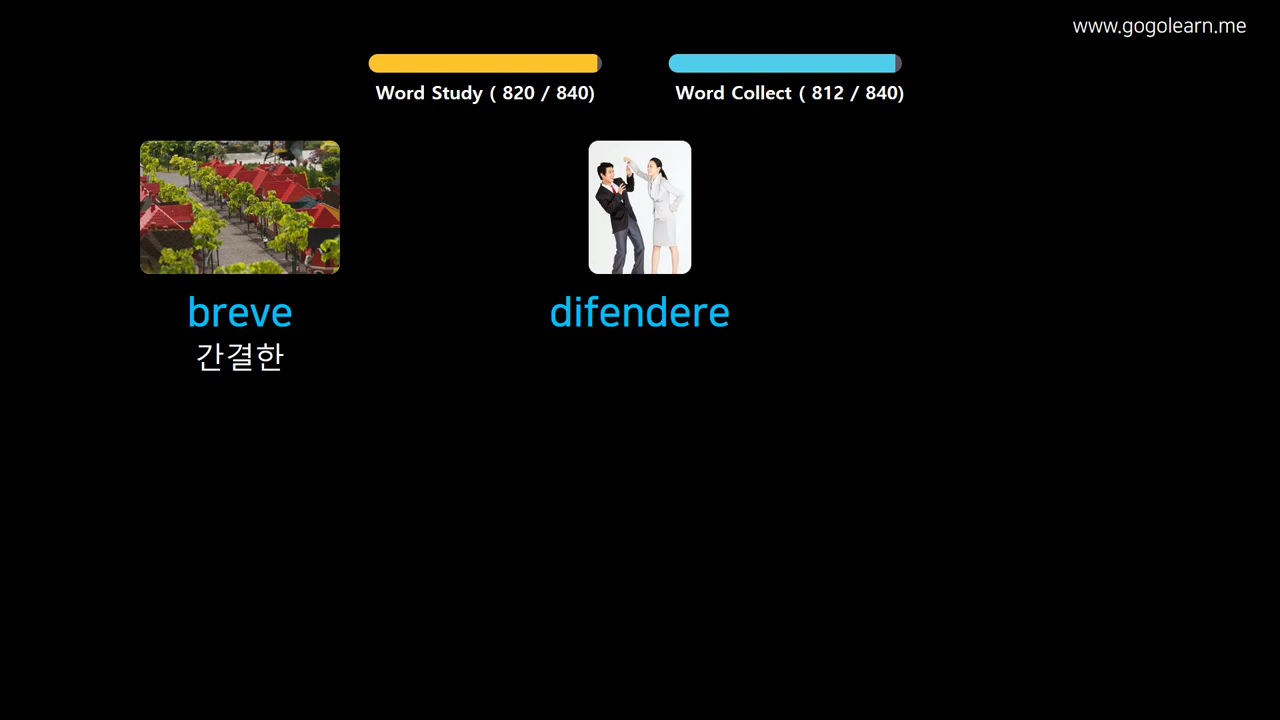 www.gogolearn.me
Word Study ( 820 / 840)
Word Collect ( 812 / 840)
breve
difendere
간결한